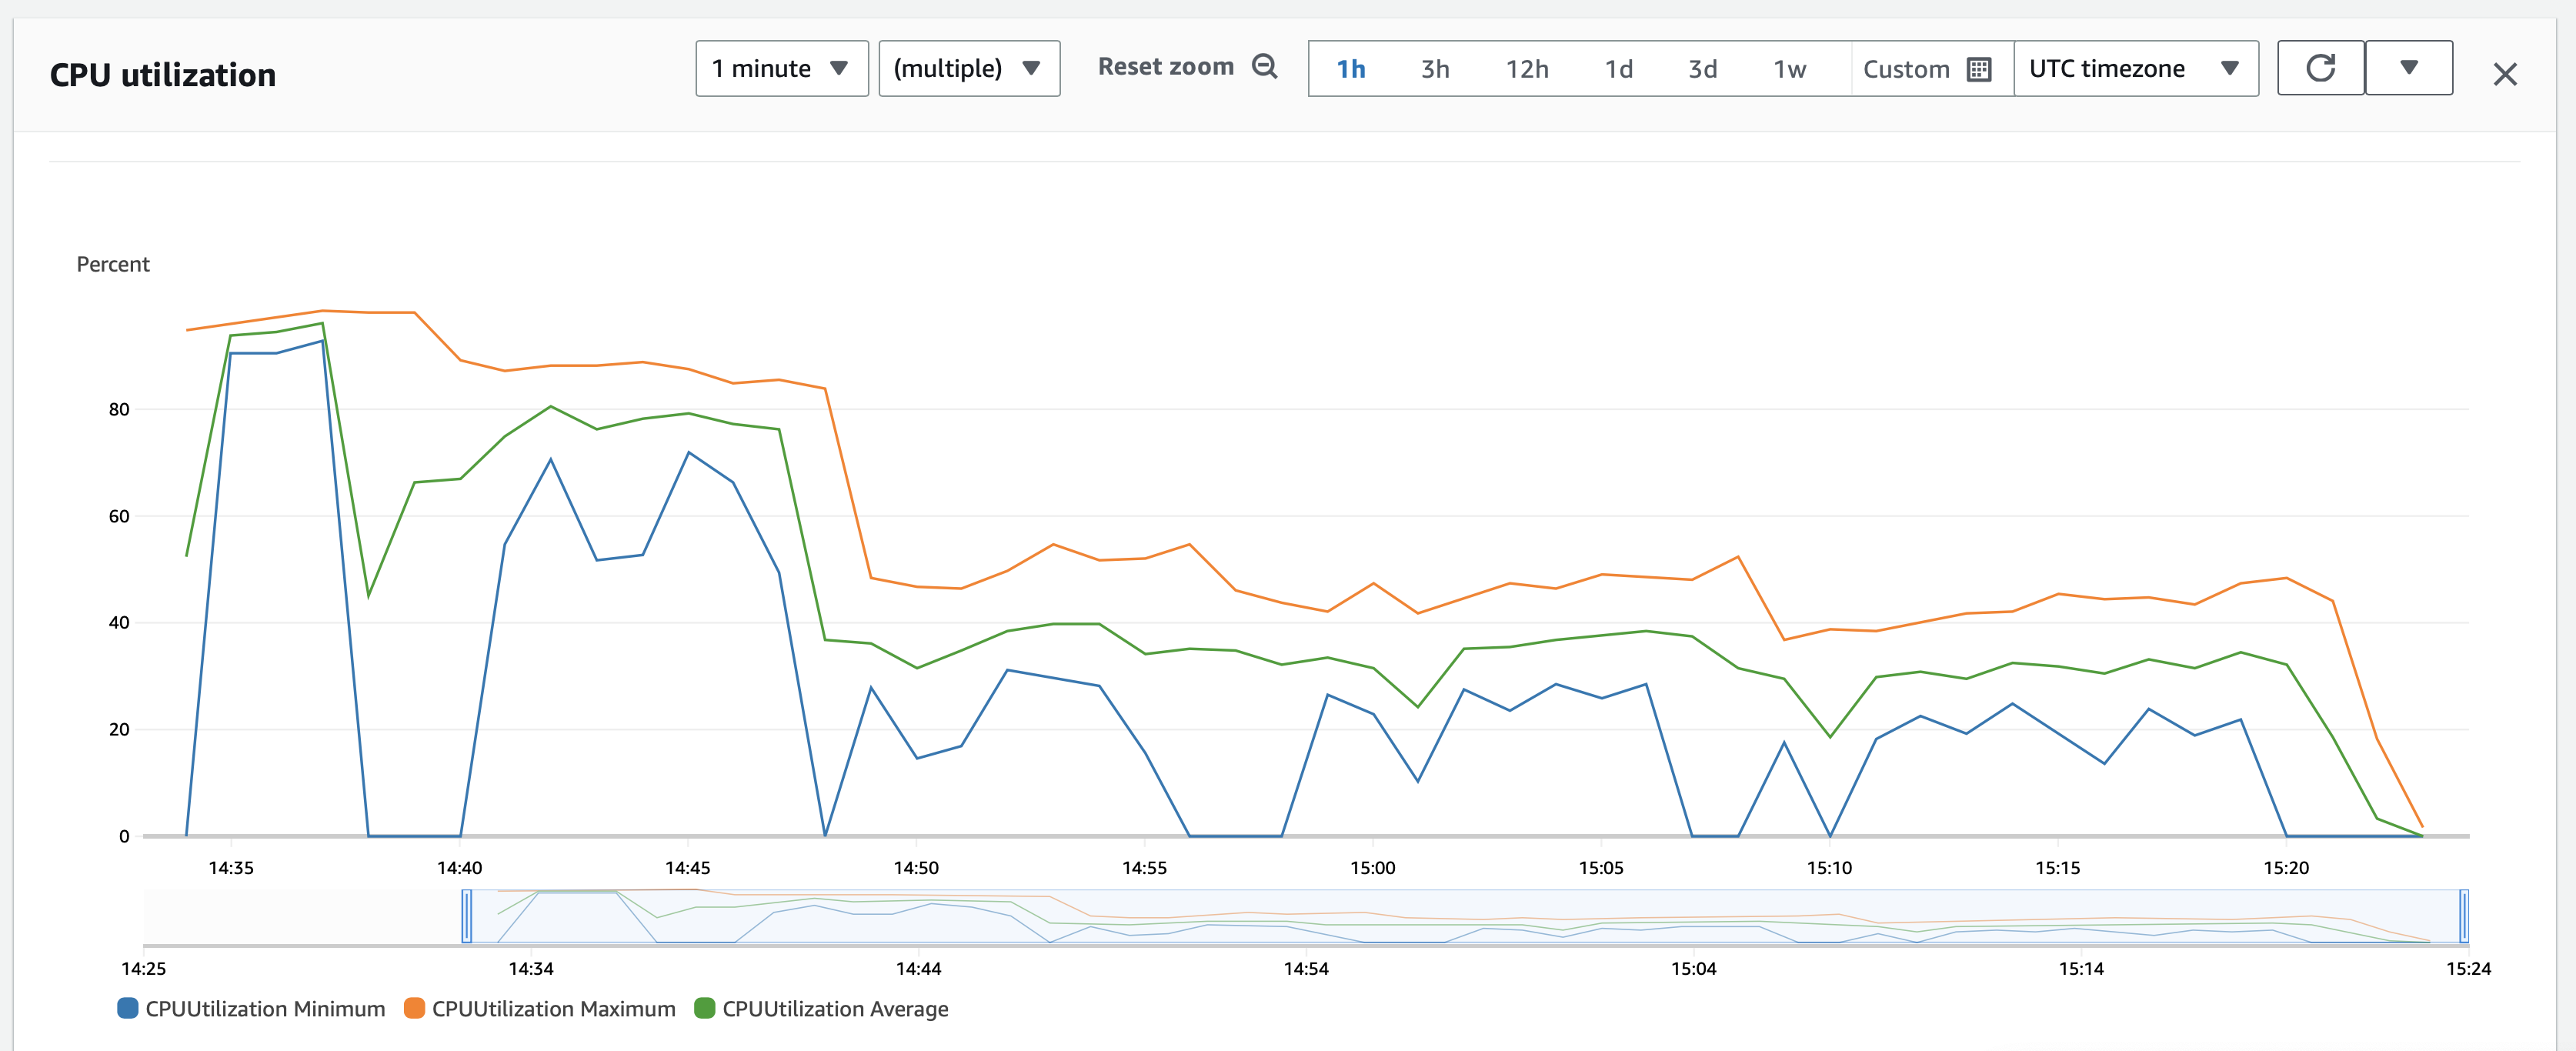 CPU utilization
1 minute
(multiple)
Reset zoom
1h 3h 12h 1d 3d 1w Custom
UTC timezone
Percent
80
60
40
20
0
14:35 14:40 14:45 14:50 14:55 15:00 15:05 15:10 15:15 15:20
14:25 14:34 14:44 14:54 15:04 15:14 15:24
CPUUtilization Minimum CPUUtilization Maximum CPUUtilization Average